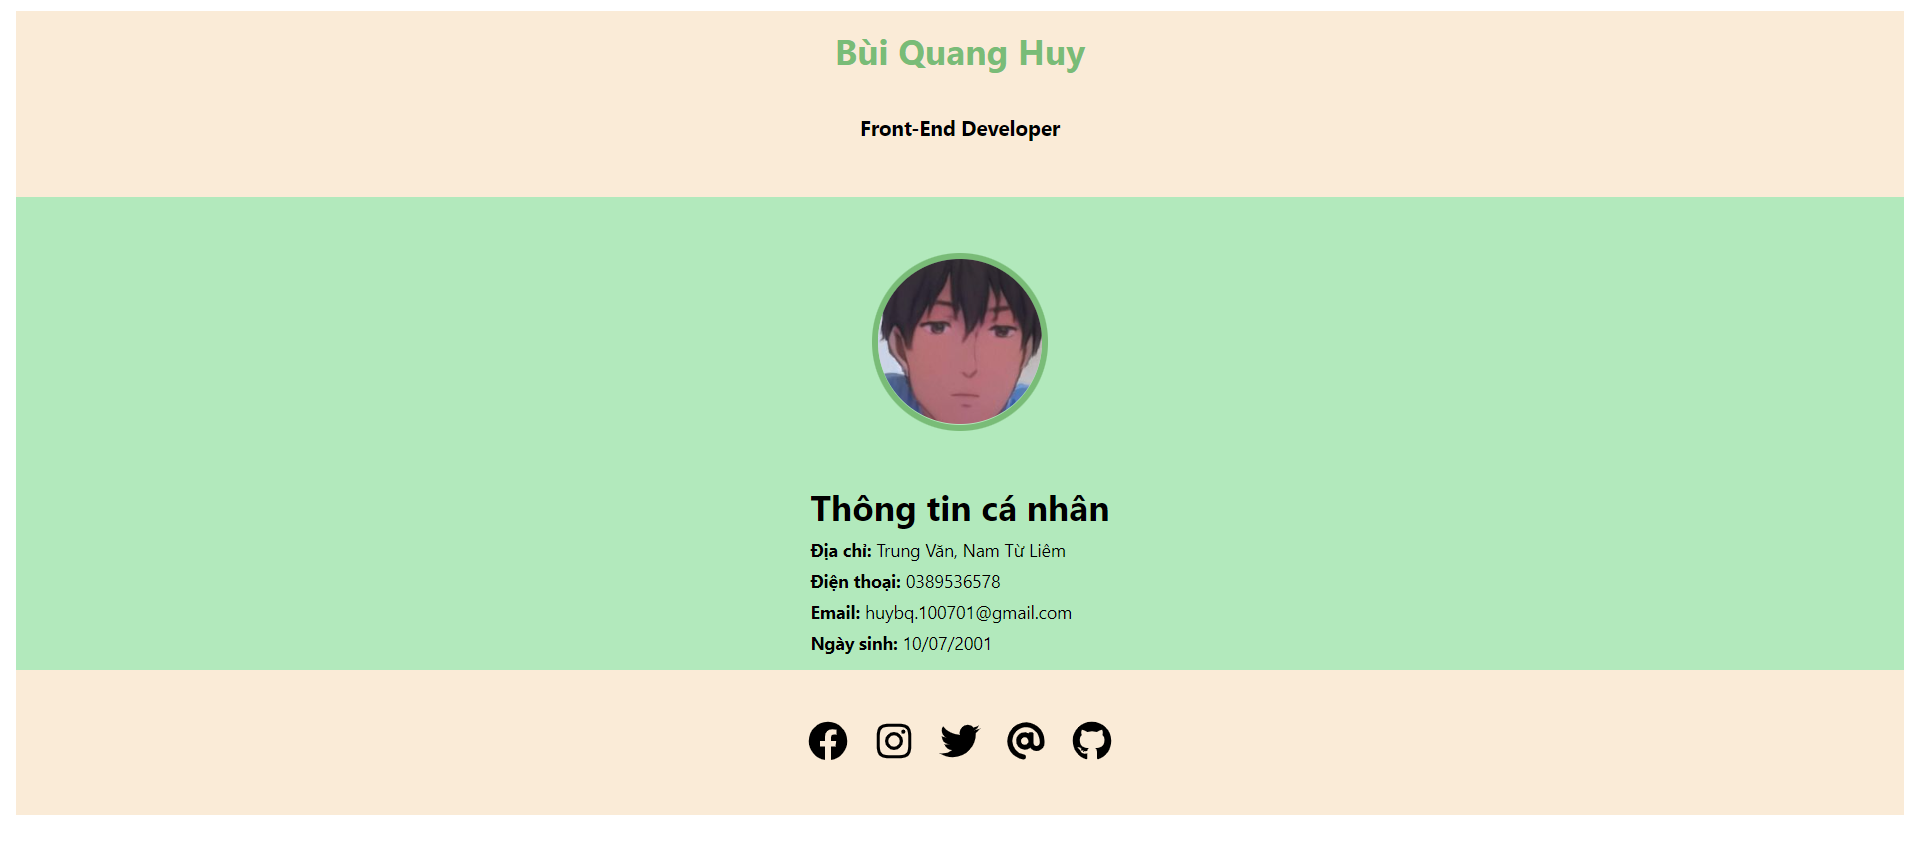 Bùi Quang Huy
Front-End Developer
Thông tin cá nhân
Địa chỉ: Trung Văn, Nam Từ Liêm
Điện thoại: 0389536578
Email: huybq.100701@gmail.com
Ngày sinh: 10/07/2001